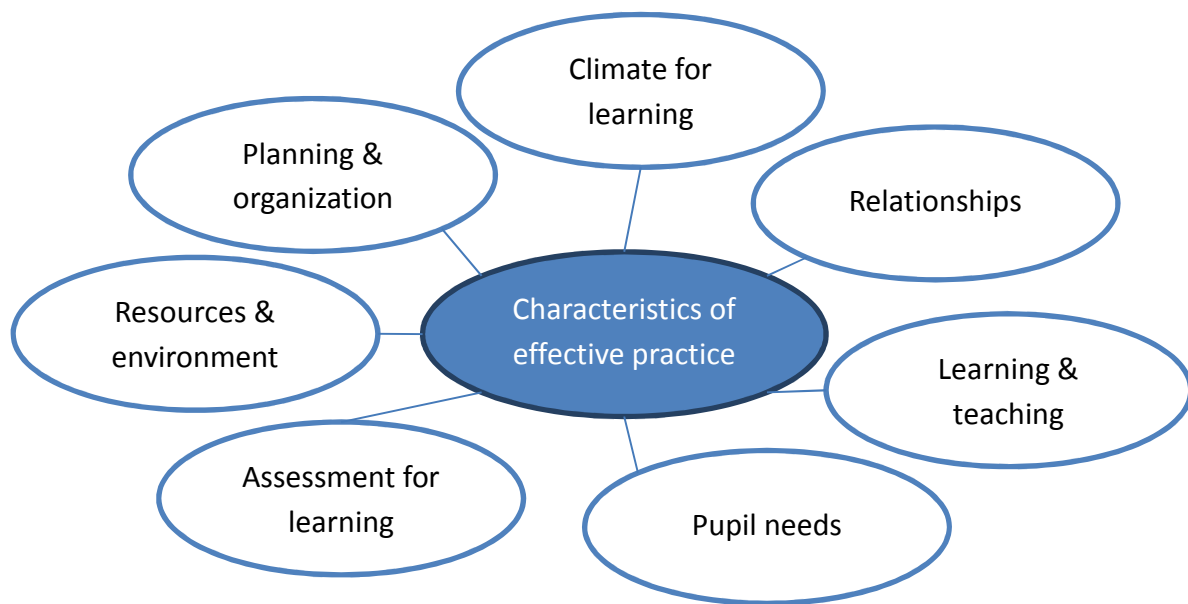 Climate for
learning
Planning &
organization
Relationships
Resources &
environment
Characteristics of
effective practice
Learning &
teaching
Assessment for
learning
Pupil needs